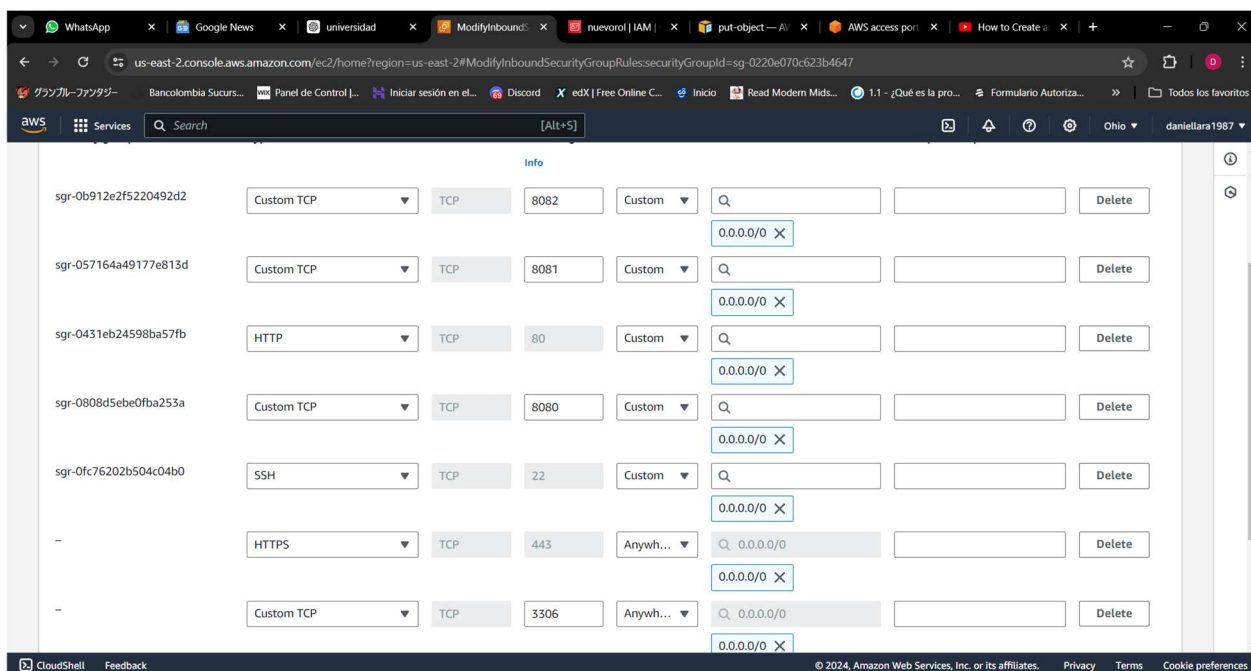 WhatsApp Google News universidad ModifyInboundS nuevorol | IAM | put-object — AV AWS access port How to Create a
us-east-2.console.aws.amazon.com/ec2/home?region=us-east-2#ModifyInboundSecurityGroupRules:securityGroupId=sg-0220e070c623b4647 D
グランブル-ファンタジー Bancolombia Sucurs... WIX Panel de Control |... Iniciar sesión en el... 69 Discord X edX | Free Online C... Inicio Read Modern Mids... 1.1 - ¿Qué es la pro... Formulario Autoriza... » Todos los favoritos
aws Services Search [Alt+S] Ohio daniellara1987
Info
sgr-0b912e2f5220492d2 Custom TCP TCP 8082 Custom Delete
0.0.0.0/0
sgr-057164a49177e813d Custom TCP TCP 8081 Custom Delete
0.0.0.0/0
sgr-0431eb24598ba57fb HTTP TCP 80 Custom Delete
0.0.0.0/0
sgr-0808d5ebe0fba253a Custom TCP TCP 8080 Custom Delete
0.0.0.0/0
sgr-0fc76202b504c04b0 SSH TCP 22 Custom Delete
0.0.0.0/0
– HTTPS TCP 443 Anywh... 0.0.0.0/0 Delete
0.0.0.0/0
– Custom TCP TCP 3306 Anywh... 0.0.0.0/0 Delete
0.0.0.0/0
CloudShell Feedback © 2024, Amazon Web Services, Inc. or its affiliates. Privacy Terms Cookie preferences